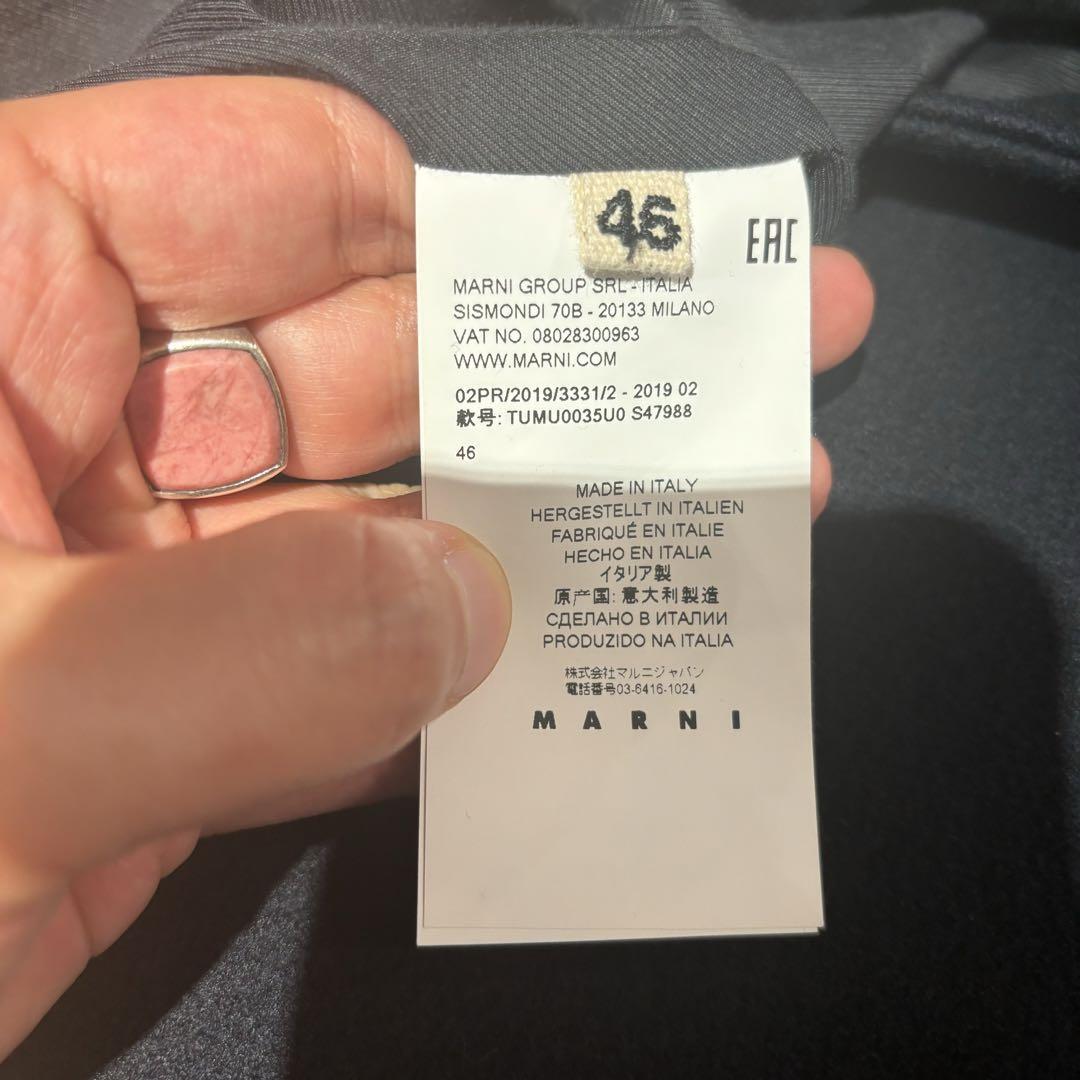 46
EAC
MARNI GROUP SRL - ITALIA
SISMONDI 70B - 20133 MILANO
VAT NO. 08028300963
WWW.MARNI.COM
02PR/2019/3331/2 - 2019 02
款号: TUMU0035U0 S47988
46
MADE IN ITALY
HERGESTELLT IN ITALIEN
FABRIQUÉ EN ITALIE
HECHO EN ITALIA
イタリア製
原产国: 意大利製造
СДЕЛАНО В ИТАЛИИ
PRODUZIDO NA ITALIA
株式会社マルニジャパン
電話番号03-6416-1024
MARNI